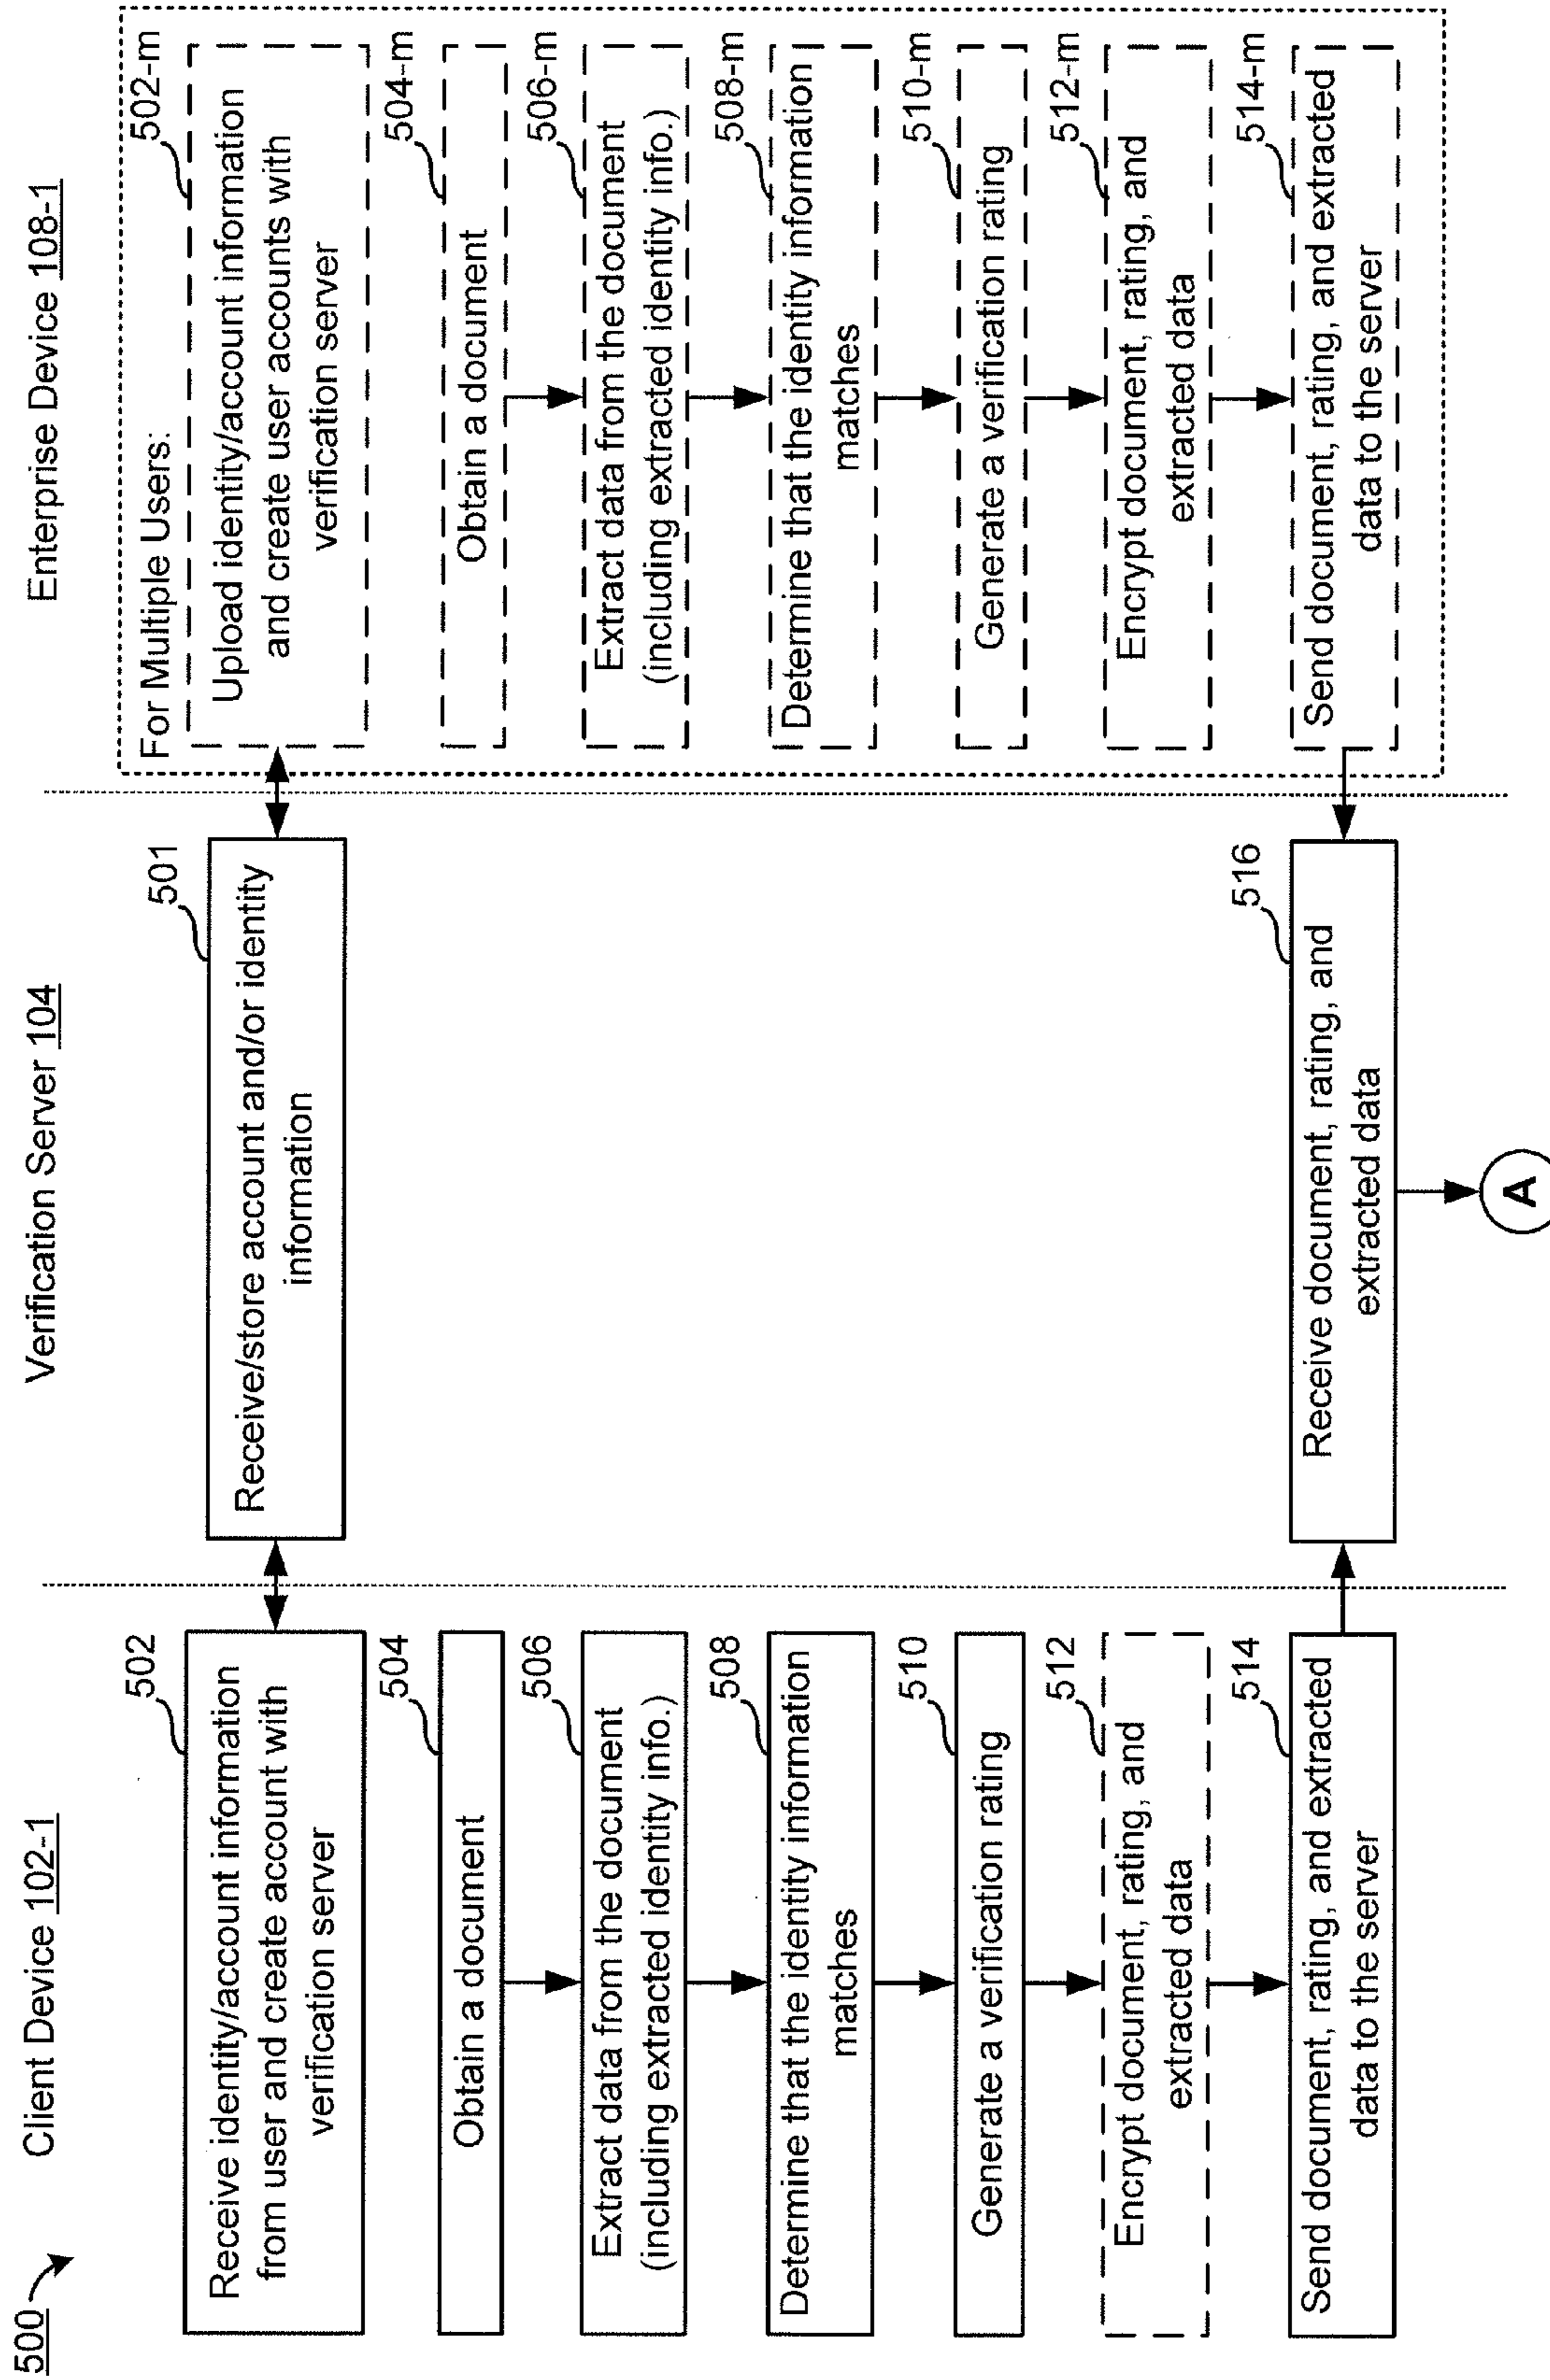 500
Client Device 102-1
Verification Server 104
Enterprise Device 108-1
502
Receive identity/account information
from user and create account with
verification server
504
Obtain a document
506
Extract data from the document
(including extracted identity info.)
508
Determine that the identity information
matches
510
Generate a verification rating
512
Encrypt document, rating, and
extracted data
514
Send document, rating, and extracted
data to the server
501
Receive/store account and/or identity
information
516
Receive document, rating, and
extracted data
A
For Multiple Users:
502-m
Upload identity/account information
and create user accounts with
verification server
504-m
Obtain a document
506-m
Extract data from the document
(including extracted identity info.)
508-m
Determine that the identity information
matches
510-m
Generate a verification rating
512-m
Encrypt document, rating, and
extracted data
514-m
Send document, rating, and extracted
data to the server